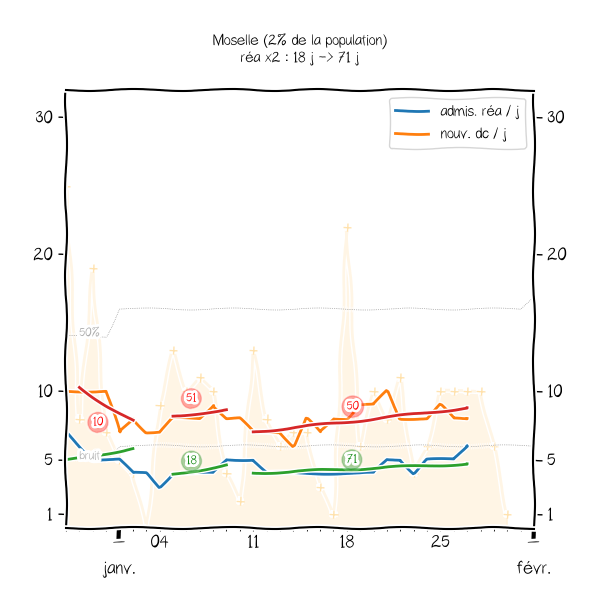 Moselle (2% de la population)
réa x2 : 18 j -> 71 j
admis. réa / j
nouv. dc / j
30
30
20
20
50%
10
10
51
50
10
bruit
18
71
5
5
1
1
04
11
18
25
janv.
févr.